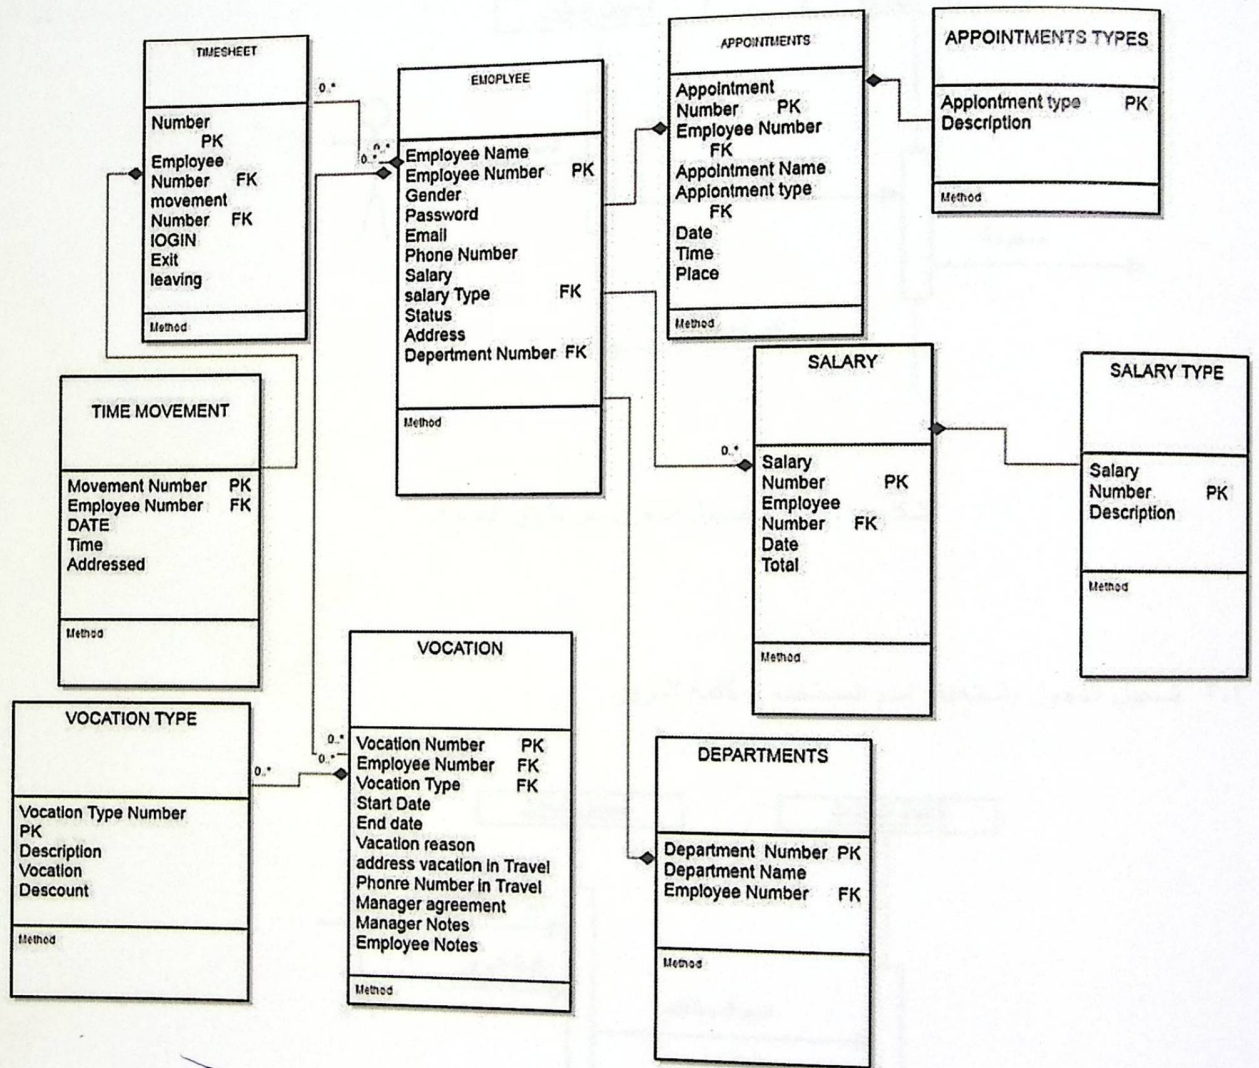 TIMESHEET
Number
PK
Employee
Number FK
movement
Number FK
lOGIN
Exit
leaving
Method
0..*
0..*
0..*
EMOPLYEE
Employee Name
Employee Number PK
Gender
Password
Email
Phone Number
Salary
salary Type FK
Status
Address
Depertment Number FK
Method
APPOINTMENTS
Appointment
Number PK
Employee Number
FK
Appointment Name
Appiontment type
FK
Date
Time
Place
Method
APPOINTMENTS TYPES
Appiontment type PK
Description
Method
TIME MOVEMENT
Movement Number PK
Employee Number FK
DATE
Time
Addressed
Method
0..*
SALARY
Salary
Number PK
Employee
Number FK
Date
Total
Method
SALARY TYPE
Salary
Number PK
Description
Method
VOCATION TYPE
Vocation Type Number
PK
Description
Vocation
Descount
Method
0..*
0..*
0..*
VOCATION
Vocation Number PK
Employee Number FK
Vocation Type FK
Start Date
End date
Vacation reason
address vacation in Travel
Phonre Number in Travel
Manager agreement
Manager Notes
Employee Notes
Method
DEPARTMENTS
Department Number PK
Department Name
Employee Number FK
Method